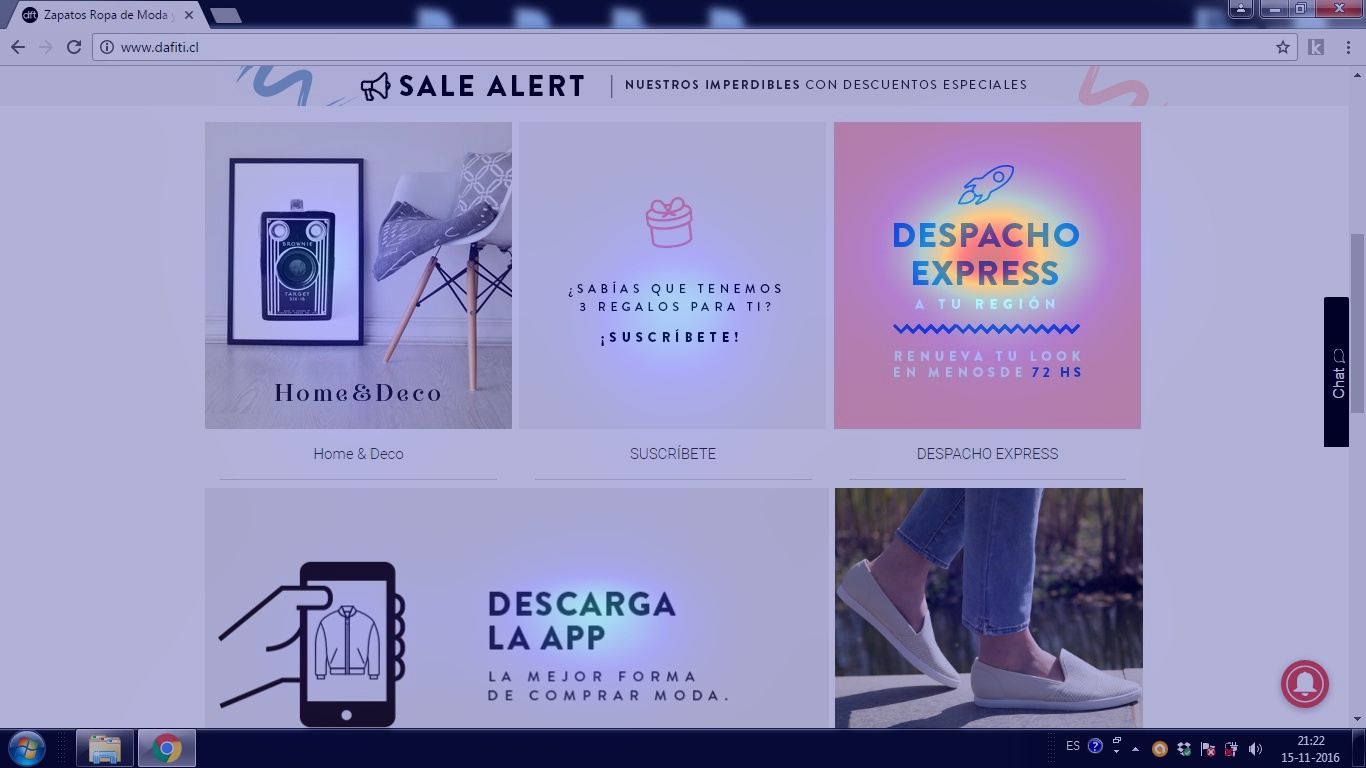 dft Zapatos Ropa de Moda y
www.dafiti.cl
k
SALE ALERT NUESTROS IMPERDIBLES CON DESCUENTOS ESPECIALES
BROWNIE
TARGET
SIX-16
Home&Deco
¿SABÍAS QUE TENEMOS
3 REGALOS PARA TI?
¡SUSCRÍBETE!
DESPACHO
EXPRESS
A TU REGIÓN
RENUEVA TU LOOK
EN MENOSDE 72 HS
Chat
Home & Deco
SUSCRÍBETE
DESPACHO EXPRESS
DESCARGA
LA APP
LA MEJOR FORMA
DE COMPRAR MODA.
ES
21:22
15-11-2016